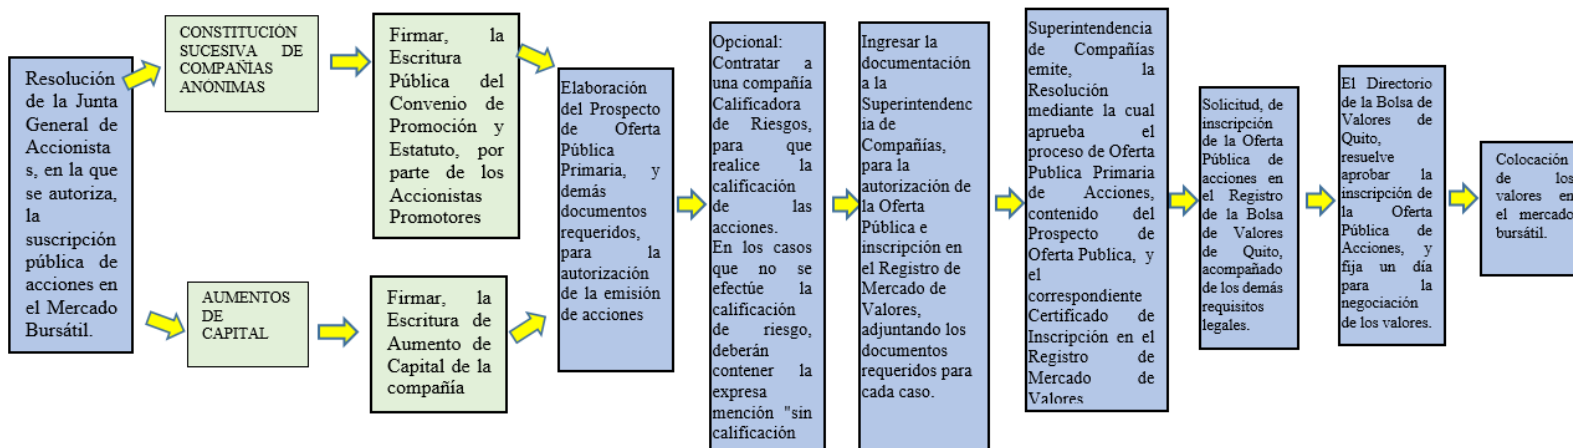 Resolución
de la Junta
General de
Accionista
s, en la que
se autoriza,
la
suscripción
pública de
acciones en
el Mercado
Bursátil.
CONSTITUCIÓN
SUCESIVA DE
COMPAÑIAS
ANÓNIMAS
Firmar, la
Escritura
Pública del
Convenio de
Promoción y
Estatuto, por
parte de los
Accionistas
Promotores
AUMENTOS
DE
CAPITAL
Firmar, la
Escritura de
Aumento de
Capital de la
compañía
Elaboración
del Prospecto
de Oferta
Pública
Primaria, y
demás
documentos
requeridos,
para la
autorización
de la emisión
de acciones
Opcional:
Contratar a
una compañía
Calificadora
de Riesgos,
para que
realice la
calificación
de las
acciones.
En los casos
que no se
efectúe la
calificación
de riesgo,
deberán
contener la
expresa
mención "sin
calificación
Ingresar la
documentación
a la
Superintendenc
ia de
Compañías,
para la
autorización de
la Oferta
Pública e
inscripción en
el Registro de
Mercado de
Valores,
adjuntando los
documentos
requeridos para
cada caso.
Superintendencia
de Compañías
emite, la
Resolución
mediante la cual
aprueba el
proceso de Oferta
Publica Primaria
de Acciones,
contenido del
Prospecto de
Oferta Publica, y
el
correspondiente
Certificado de
Inscripción en el
Registro de
Mercado de
Valores
Solicitud, de
inscripción
de la Oferta
Pública de
acciones en
el Registro
de la Bolsa
de Valores
de Quito,
acompañado
de los demás
requisitos
legales.
El Directorio
de la Bolsa de
Valores de
Quito,
resuelve
aprobar la
inscripción de
la Oferta
Pública de
Acciones, y
fija un día
para la
negociación
de los valores.
Colocación
de los
valores en
el mercado
bursátil.